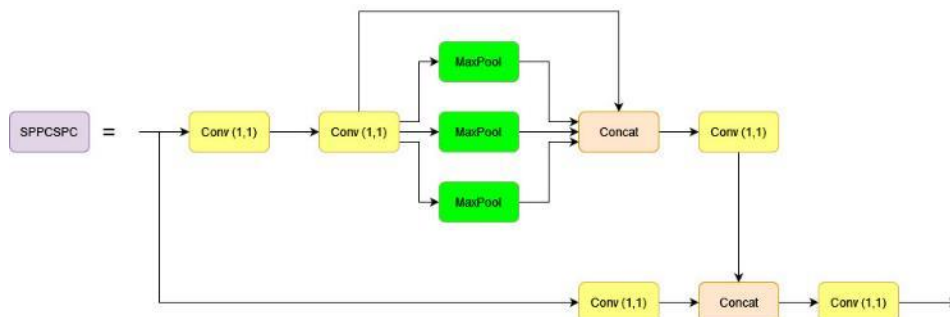 MaxPool
SPPCSPC = Conv (1,1) Conv (1,1) MaxPool Concat Conv (1,1)
MaxPool
Conv (1,1) Concat Conv (1,1)